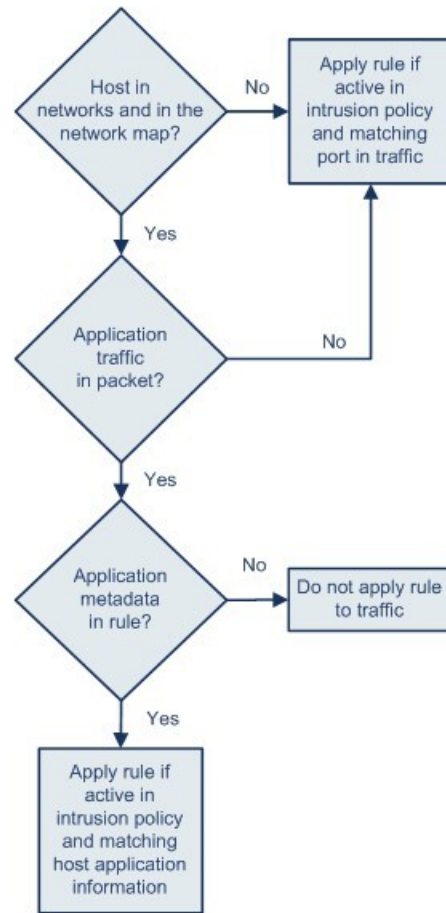 Host in
networks and in the
network map?
No
Apply rule if
active in
intrusion policy
and matching
port in traffic
Yes
Application
traffic
in packet?
No
Yes
Application
metadata
in rule?
No
Do not apply rule
to traffic
Yes
Apply rule if
active in
intrusion policy
and matching
host application
information